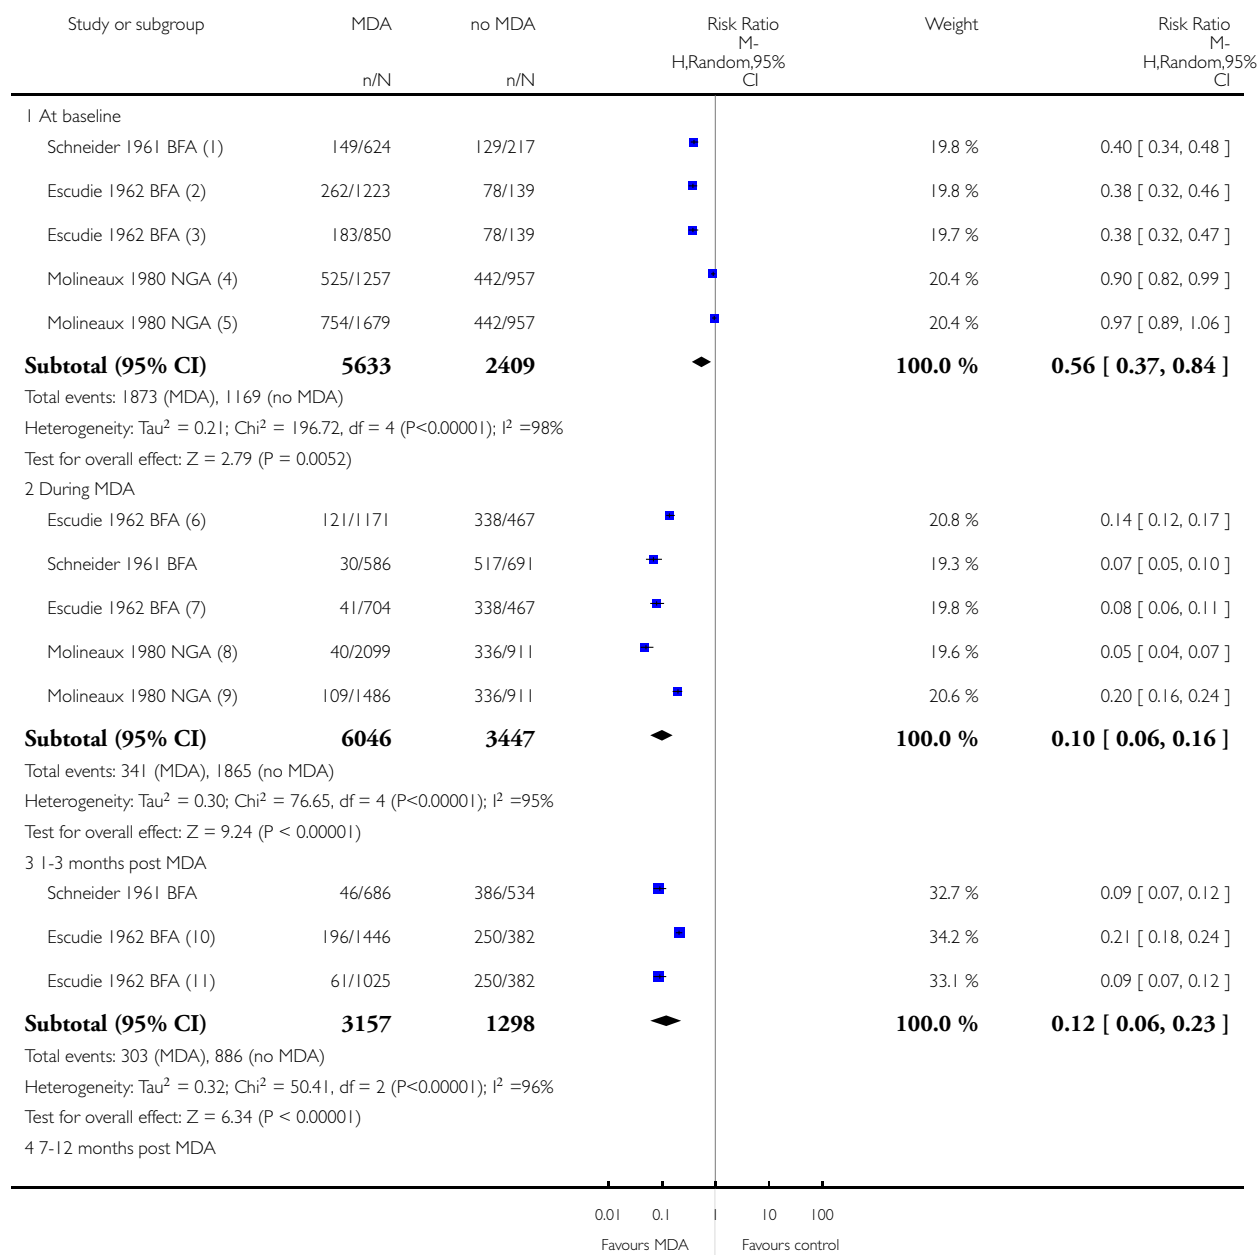 Study or subgroup MDA no MDA Risk Ratio Weight Risk Ratio
M- M-
H,Random,95% H,Random,95%
n/N n/N CI CI
1 At baseline
Schneider 1961 BFA (1) 149/624 129/217 19.8 % 0.40 [ 0.34, 0.48 ]
Escudie 1962 BFA (2) 262/1223 78/139 19.8 % 0.38 [ 0.32, 0.46 ]
Escudie 1962 BFA (3) 183/850 78/139 19.7 % 0.38 [ 0.32, 0.47 ]
Molineaux 1980 NGA (4) 525/1257 442/957 20.4 % 0.90 [ 0.82, 0.99 ]
Molineaux 1980 NGA (5) 754/1679 442/957 20.4 % 0.97 [ 0.89, 1.06 ]
Subtotal (95% CI) 5633 2409 100.0 % 0.56 [ 0.37, 0.84 ]
Total events: 1873 (MDA), 1169 (no MDA)
Heterogeneity: Tau² = 0.21; Chi² = 196.72, df = 4 (P<0.00001); I² =98%
Test for overall effect: Z = 2.79 (P = 0.0052)
2 During MDA
Escudie 1962 BFA (6) 121/1171 338/467 20.8 % 0.14 [ 0.12, 0.17 ]
Schneider 1961 BFA 30/586 517/691 19.3 % 0.07 [ 0.05, 0.10 ]
Escudie 1962 BFA (7) 41/704 338/467 19.8 % 0.08 [ 0.06, 0.11 ]
Molineaux 1980 NGA (8) 40/2099 336/911 19.6 % 0.05 [ 0.04, 0.07 ]
Molineaux 1980 NGA (9) 109/1486 336/911 20.6 % 0.20 [ 0.16, 0.24 ]
Subtotal (95% CI) 6046 3447 100.0 % 0.10 [ 0.06, 0.16 ]
Total events: 341 (MDA), 1865 (no MDA)
Heterogeneity: Tau² = 0.30; Chi² = 76.65, df = 4 (P<0.00001); I² =95%
Test for overall effect: Z = 9.24 (P < 0.00001)
3 1-3 months post MDA
Schneider 1961 BFA 46/686 386/534 32.7 % 0.09 [ 0.07, 0.12 ]
Escudie 1962 BFA (10) 196/1446 250/382 34.2 % 0.21 [ 0.18, 0.24 ]
Escudie 1962 BFA (11) 61/1025 250/382 33.1 % 0.09 [ 0.07, 0.12 ]
Subtotal (95% CI) 3157 1298 100.0 % 0.12 [ 0.06, 0.23 ]
Total events: 303 (MDA), 886 (no MDA)
Heterogeneity: Tau² = 0.32; Chi² = 50.41, df = 2 (P<0.00001); I² =96%
Test for overall effect: Z = 6.34 (P < 0.00001)
4 7-12 months post MDA
0.01 0.1 1 10 100
Favours MDA Favours control